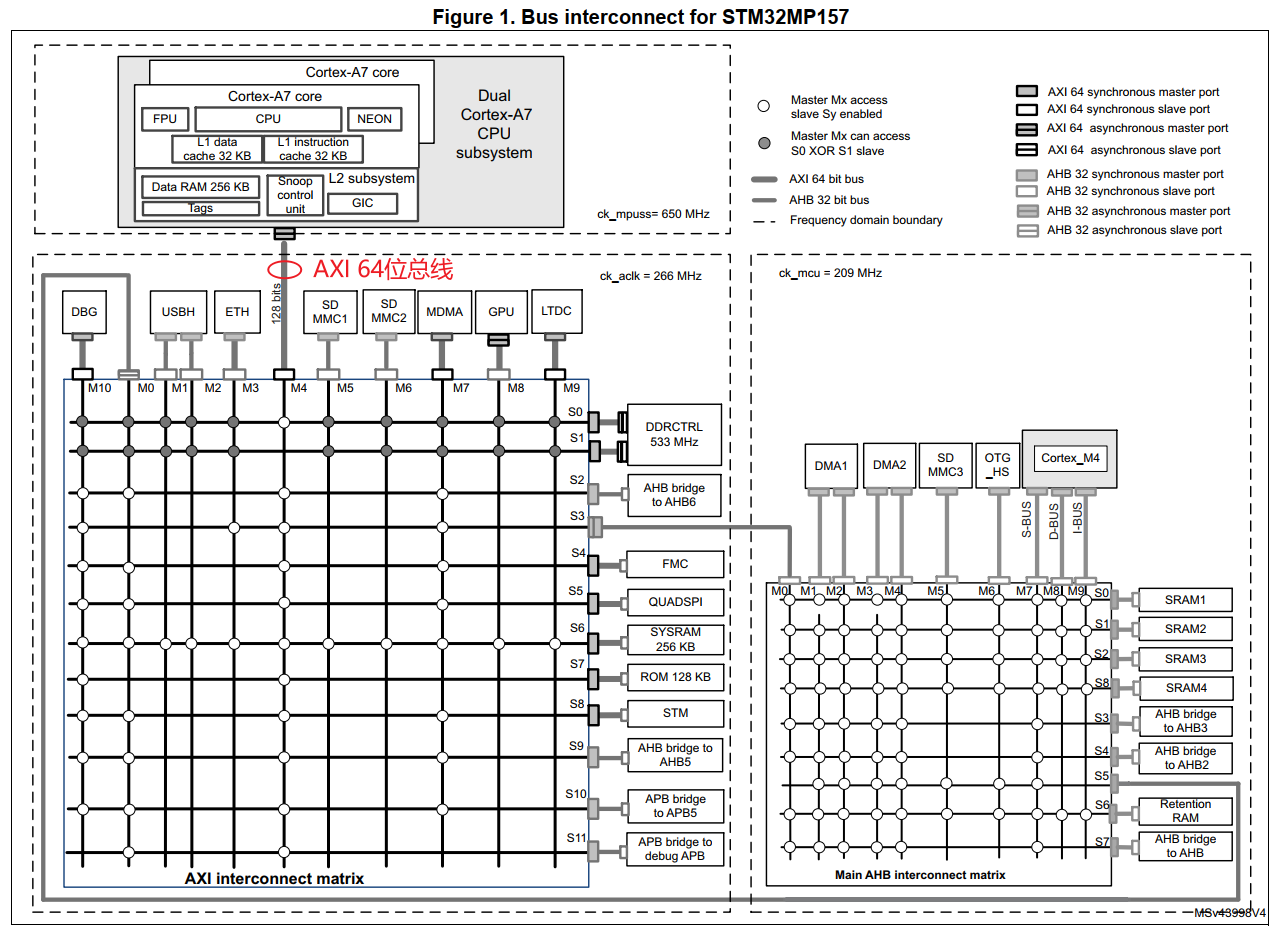 Figure 1. Bus interconnect for STM32MP157
Cortex-A7 core
Cortex-A7 core
FPU
CPU
NEON
L1 data
cache 32 KB
L1 instruction
cache 32 KB
L2 subsystem
Data RAM 256 KB
Tags
Snoop
control
unit
GIC
Dual
Cortex-A7
CPU
subsystem
ck_mpuss= 650 MHz
Master Mx access
slave Sy enabled
Master Mx can access
S0 XOR S1 slave
AXI 64 bit bus
AHB 32 bit bus
Frequency domain boundary
AXI 64 synchronous master port
AXI 64 synchronous slave port
AXI 64 asynchronous master port
AXI 64 asynchronous slave port
AHB 32 synchronous master port
AHB 32 synchronous slave port
AHB 32 asynchronous master port
AHB 32 asynchronous slave port
AXI 64位总线
128 bits
ck_aclk = 266 MHz
DBG
USBH
ETH
SD
MMC1
SD
MMC2
MDMA
GPU
LTDC
M10
M0
M1
M2
M3
M4
M5
M6
M7
M8
M9
S0
S1
DDRCTRL
533 MHz
S2
AHB bridge
to AHB6
S3
S4
FMC
S5
QUADSPI
S6
SYSRAM
256 KB
S7
ROM 128 KB
S8
STM
S9
AHB bridge to
AHB5
S10
APB bridge
to APB5
S11
APB bridge to
debug APB
AXI interconnect matrix
ck_mcu = 209 MHz
DMA1
DMA2
SD
MMC3
OTG
_HS
Cortex_M4
S-BUS
D-BUS
I-BUS
M0
M1
M2
M3
M4
M5
M6
M7
M8
M9
S0
SRAM1
S1
SRAM2
S2
SRAM3
S8
SRAM4
S3
AHB bridge
to AHB3
S4
AHB bridge
to AHB2
S5
S6
Retention
RAM
S7
AHB bridge
to AHB
Main AHB interconnect matrix
MSv43998V4